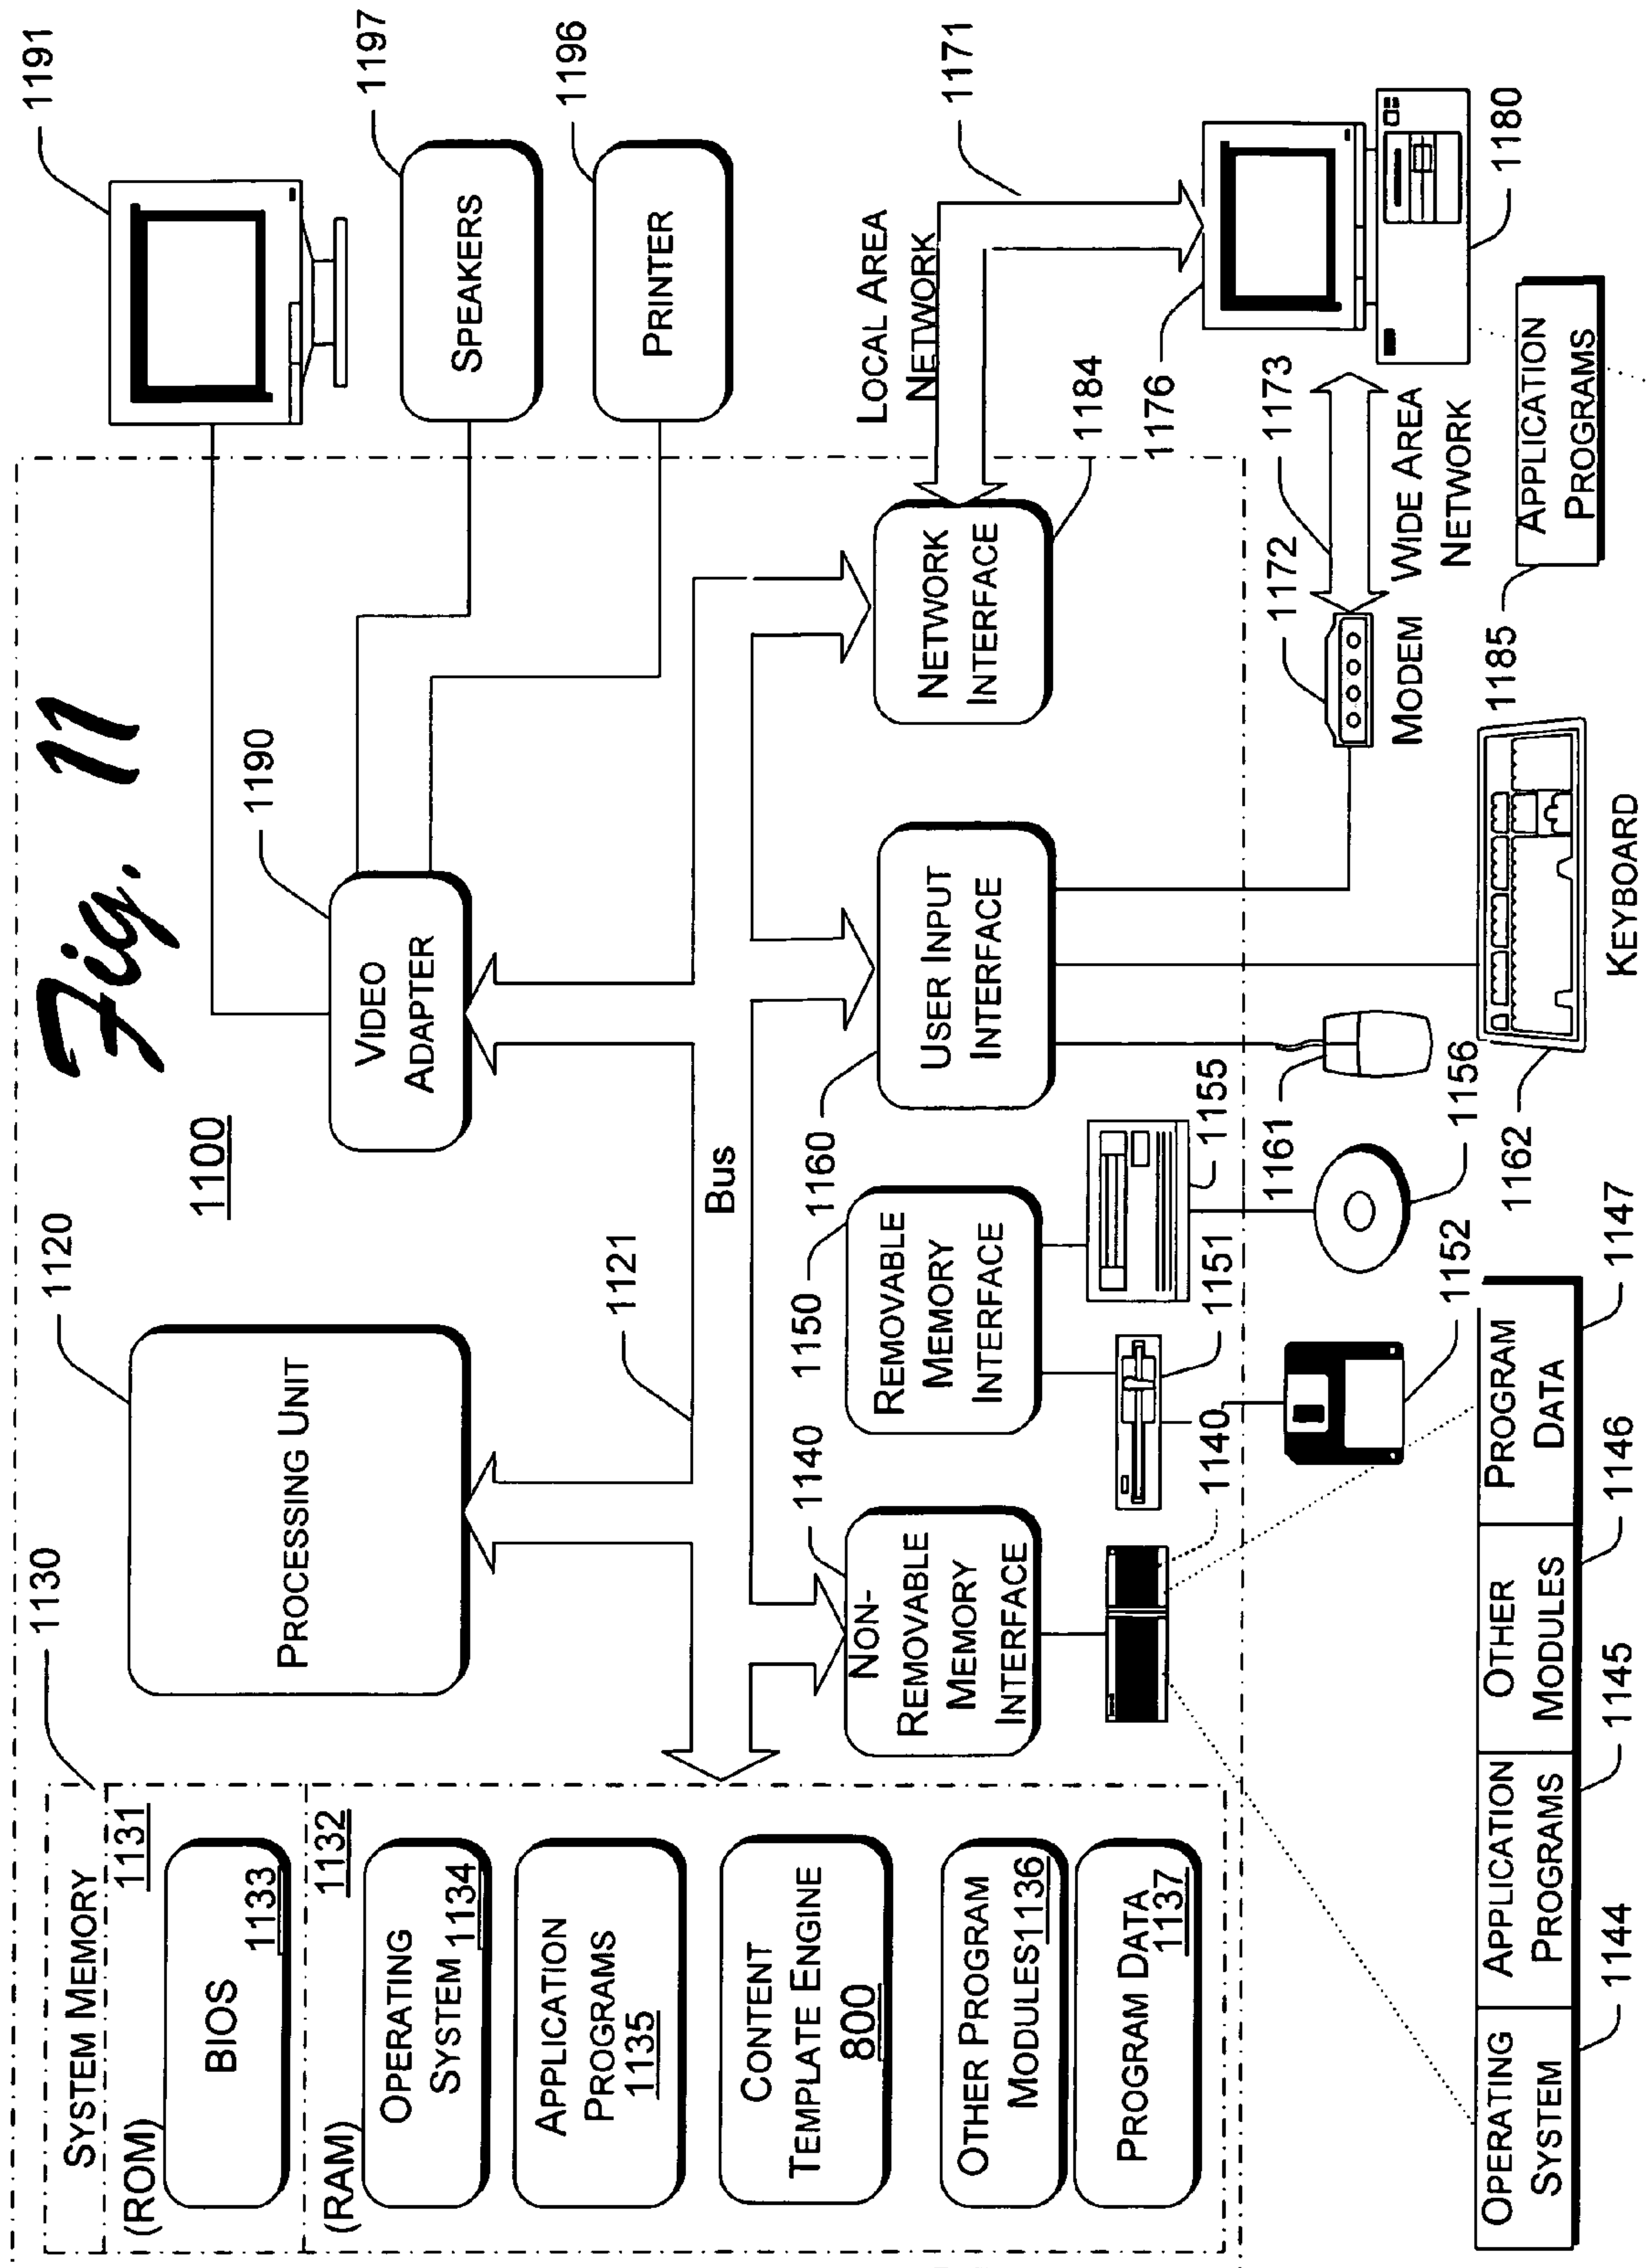 Fig. 11
1100
1130
1120
1190
1191
SYSTEM MEMORY
(ROM) 1131
BIOS
1133
(RAM) 1132
OPERATING
SYSTEM 1134
APPLICATION
PROGRAMS
1135
CONTENT
TEMPLATE ENGINE
800
OTHER PROGRAM
MODULES1136
PROGRAM DATA
1137
PROCESSING UNIT
VIDEO
ADAPTER
SPEAKERS
1197
PRINTER
1196
1121
BUS
1140
NON-
REMOVABLE
MEMORY
INTERFACE
1150
REMOVABLE
MEMORY
INTERFACE
1160
USER INPUT
INTERFACE
NETWORK
INTERFACE
1184
LOCAL AREA
NETWORK
1171
1176
1140
1151
1155
1161
1172
1173
MODEM
WIDE AREA
NETWORK
1180
1152
1156
1162
KEYBOARD
1185
APPLICATION
PROGRAMS
OPERATING
SYSTEM
APPLICATION
PROGRAMS
OTHER
MODULES
PROGRAM
DATA
1144
1145
1146
1147